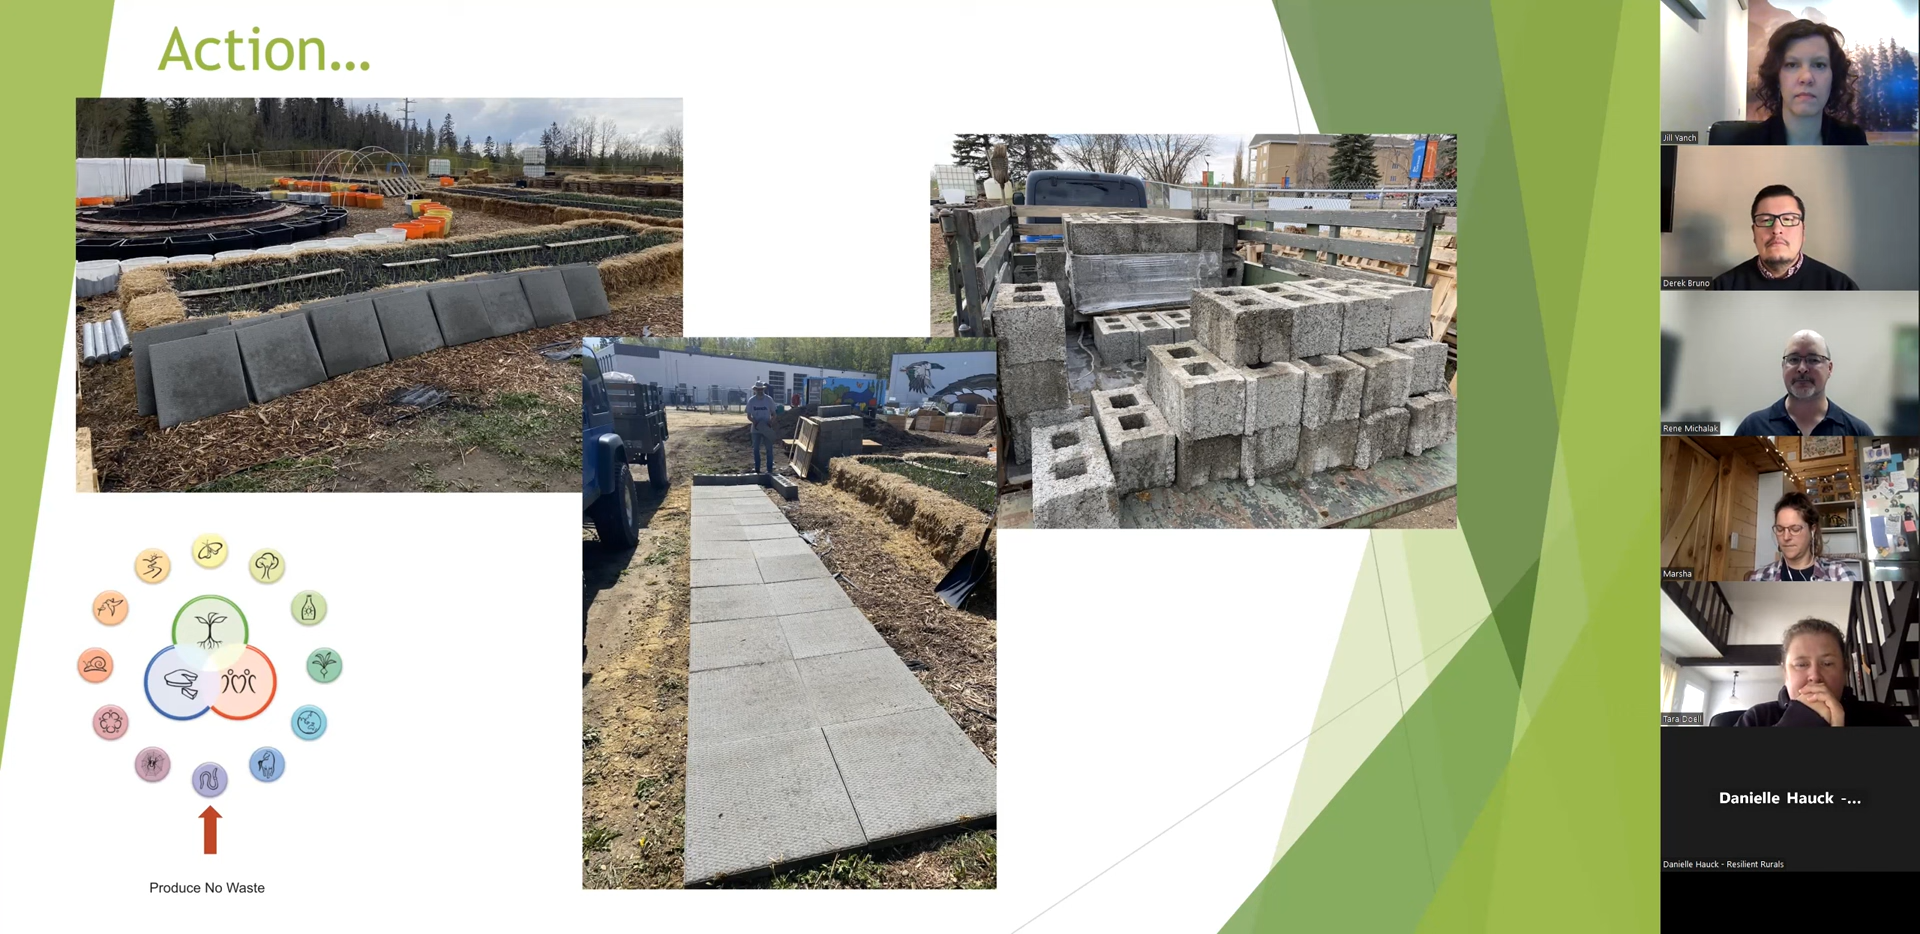 Action...
Produce No Waste
Jill Yanch
Derek Bruno
Rene Michalak
Marsha
Tara Doell
Danielle Hauck -...
Danielle Hauck - Resilient Rurals